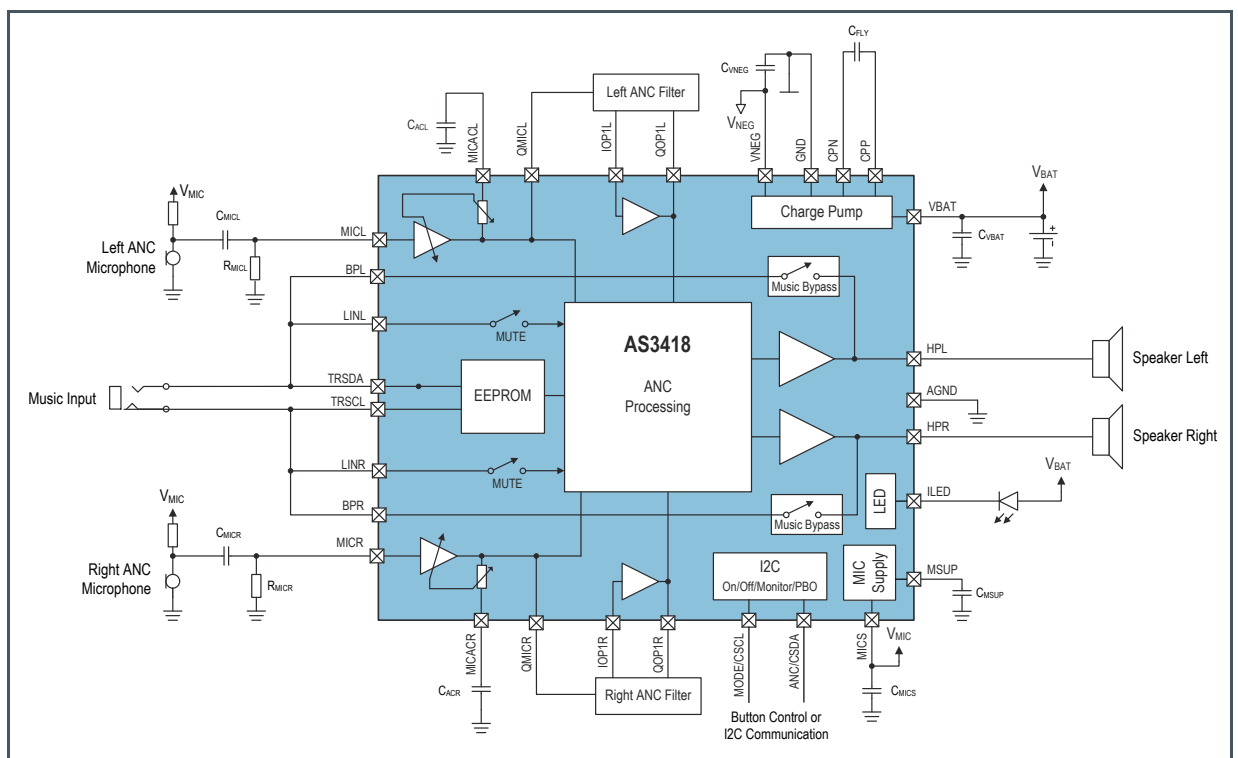 CFLY
CVNEG
Left ANC Filter
VNEG
CACL
MICACL
QMICL
IOP1L
QOP1L
VNEG
GND
CPN
CPP
VMIC
VBAT
Charge Pump
VBAT
CMICL
CVBAT
+
-
Left ANC
Microphone
MICL
RMICL
BPL
Music Bypass
LINL
MUTE
AS3418
ANC
Processing
HPL
Speaker Left
Music Input
TRSDA
TRSCL
EEPROM
AGND
HPR
Speaker Right
LINR
MUTE
VBAT
VMIC
BPR
Music Bypass
LED
ILED
CMICR
MICR
Right ANC
Microphone
RMICR
I2C
On/Off/Monitor/PBO
MIC
Supply
MSUP
CMSUP
MICACR
QMICR
IOP1R
QOP1R
MODE/CSCL
ANC/CSDA
MICS
VMIC
CACR
Right ANC Filter
CMICS
Button Control or
I2C Communication